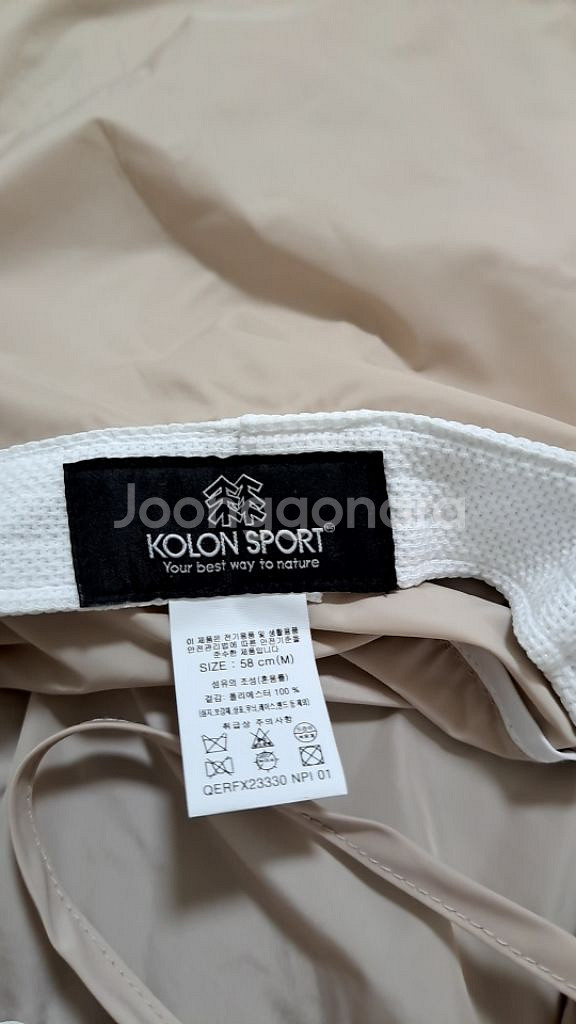 Joonggonara
KOLON SPORT
Your best way to nature
이 제품은 전기용품 및 생활용품
안전관리법에 따른 안전기준을
준수한 제품입니다
SIZE : 58 cm(M)
섬유의 조성(혼용률)
겉감: 폴리에스터 100 %
취급상 주의사항
QERFX23330 NPI 01